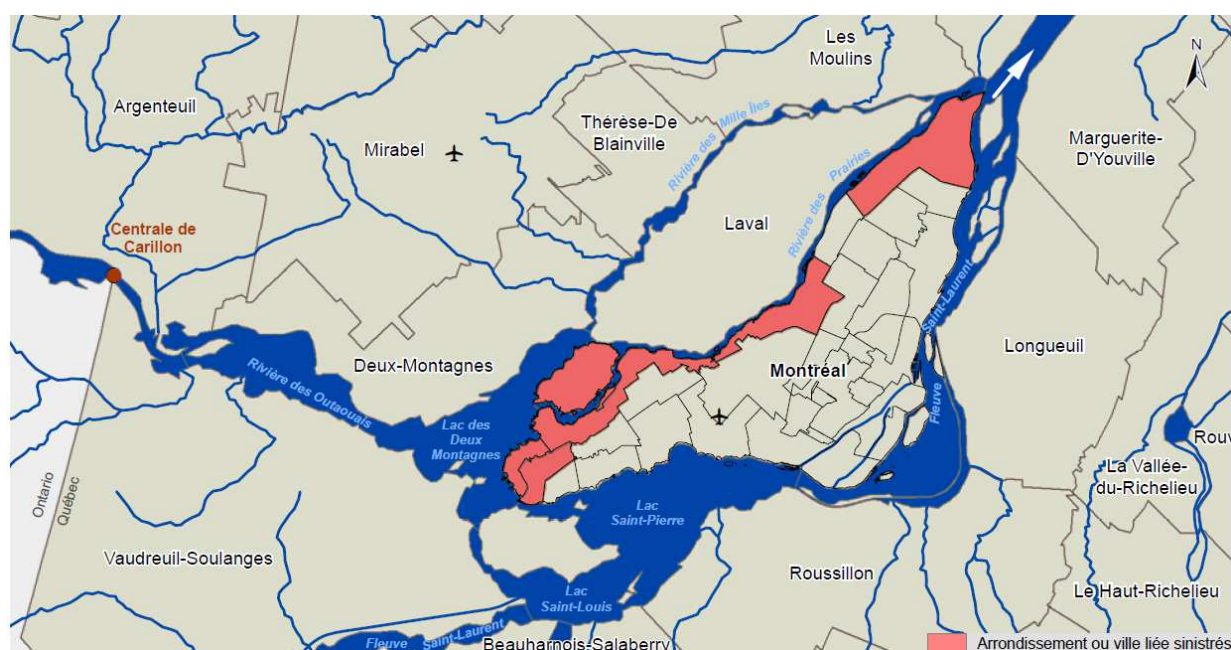 Les
Moulins
N
Argenteuil
Thérèse-De
Blainville
Rivière des Mille Îles
Marguerite-
D'Youville
Mirabel
Rivière des Prairies
Laval
Centrale de
Carillon
Saint-Laurent
Fleuve
Longueuil
Deux-Montagnes
Montréal
Rivière des Outaouais
Lac des
Deux
Montagnes
Rouv
La Vallée-
du-Richelieu
Ontario
Québec
Lac
Saint-Pierre
Vaudreuil-Soulanges
Roussillon
Le Haut-Richelieu
Lac
Saint-Louis
Fleuve Saint-Laurent
Beauharnois-Salaberry
Arrondissement ou ville liée sinistrés